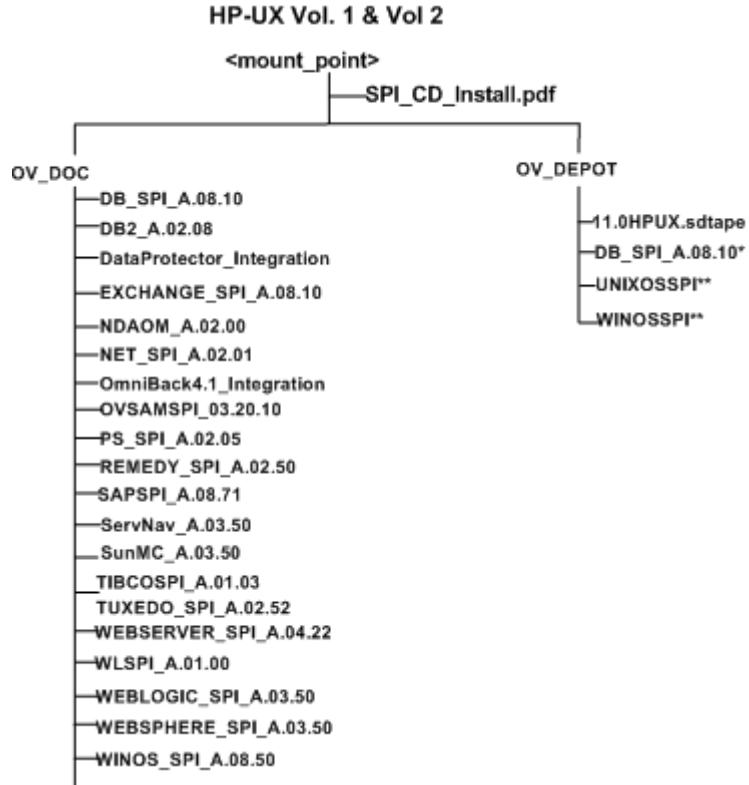 HP-UX Vol. 1 & Vol 2
<mount_point>
SPI_CD_Install.pdf
OV_DOC
DB_SPI_A.08.10
DB2_A.02.08
DataProtector_Integration
EXCHANGE_SPI_A.08.10
NDAOM_A.02.00
NET_SPI_A.02.01
OmniBack4.1_Integration
OVSAMSPI_03.20.10
PS_SPI_A.02.05
REMEDY_SPI_A.02.50
SAPSPI_A.08.71
ServNav_A.03.50
SunMC_A.03.50
TIBCOSPI_A.01.03
TUXEDO_SPI_A.02.52
WEBSERVER_SPI_A.04.22
WLSPI_A.01.00
WEBLOGIC_SPI_A.03.50
WEBSPHERE_SPI_A.03.50
WINOS_SPI_A.08.50
OV_DEPOT
11.0HPUX.sdtape
DB_SPI_A.08.10*
UNIXOSSPI**
WINOSSPI**